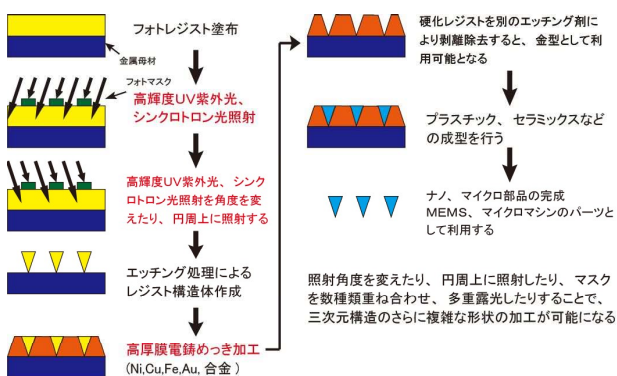 フォトレジスト塗布
金属母材
フォトマスク
高輝度UV紫外光、
シンクロトロン光照射
高輝度UV紫外光、シンク
ロトロン光照射を角度を変
えたり、円周上に照射する
エッチング処理による
レジスト構造体作成
高厚膜電鋳めっき加工
(Ni,Cu,Fe,Au, 合金 )
硬化レジストを別のエッチング剤に
より剥離除去すると、金型として利
用可能となる
プラスチック、セラミックスなど
の成型を行う
ナノ、マイクロ部品の完成
MEMS、マイクロマシンのパーツと
して利用する
照射角度を変えたり、円周上に照射したり、マスク
を数種類重ね合わせ、多重露光したりすることで、
三次元構造のさらに複雑な形状の加工が可能になる